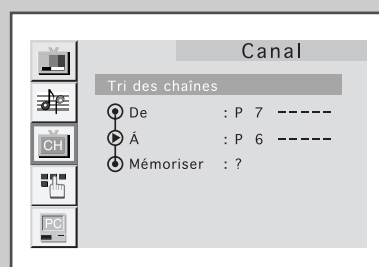 Canal
Tri des chaînes
De : P 7 -----
Á : P 6 -----
CH
Mémoriser : ?
PC